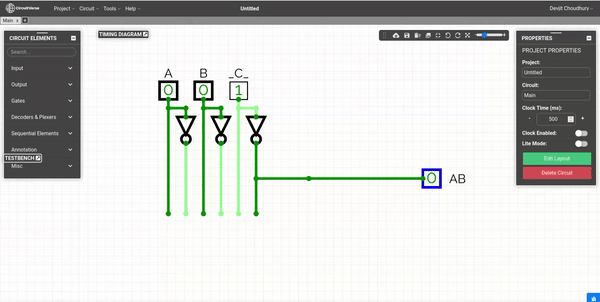 CircuitVerse
Project Circuit Tools Help
Untitled
Devjit Choudhury
Main x +
CIRCUIT ELEMENTS
Search...
Input
Output
Gates
Decoders & Plexers
Sequential Elements
Annotation
TESTBENCH
Misc
TIMING DIAGRAM
A B _C_
0 0 1
0 AB
PROPERTIES
PROJECT PROPERTIES
Project:
Untitled
Circuit:
Main
Clock Time (ms):
- 500 +
Clock Enabled:
Lite Mode:
Edit Layout
Delete Circuit